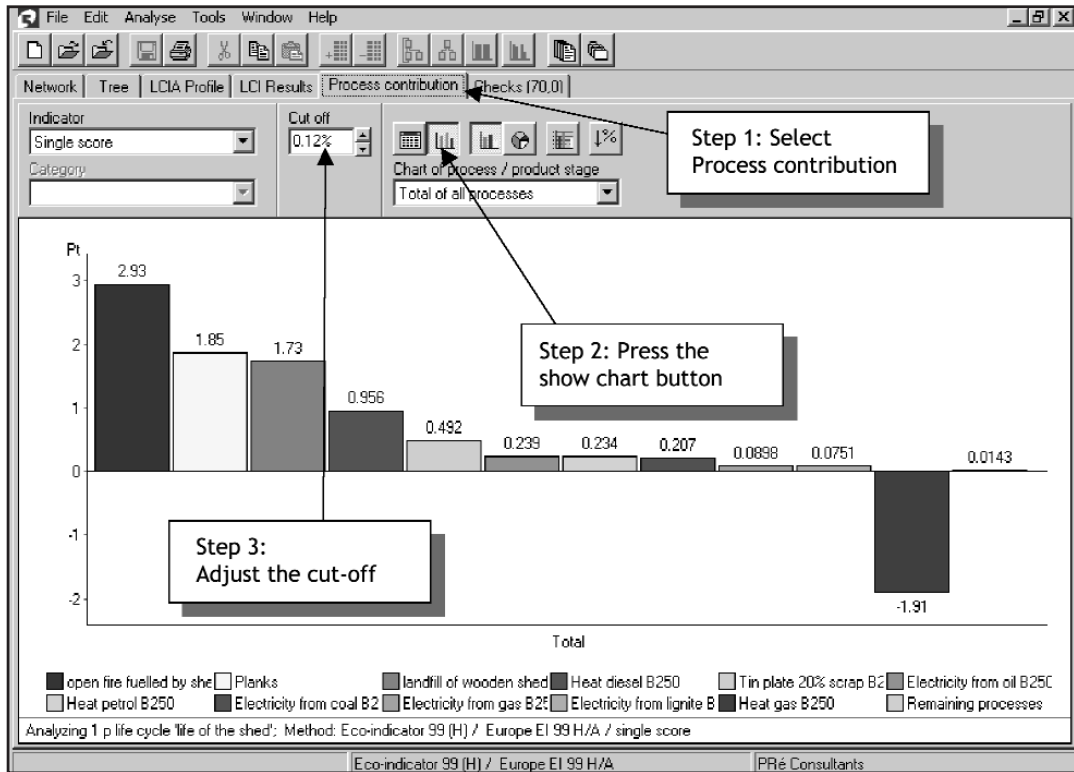 File Edit Analyse Tools Window Help
Network Tree LCIA Profile LCI Results Process contribution Checks (70,0)
Indicator
Single score
Category
Cut off
0.12%
Chart of process / product stage
Total of all processes
Step 1: Select
Process contribution
Pt
3
2
1
0
-1
-2
2.93
1.85
1.73
0.956
0.492
0.239
0.234
0.207
0.0898
0.0751
-1.91
0.0143
Step 2: Press the
show chart button
Step 3:
Adjust the cut-off
Total
open fire fuelled by she Planks landfill of wooden shed Heat diesel B250 Tin plate 20% scrap B2 Electricity from oil B250
Heat petrol B250 Electricity from coal B2 Electricity from gas B25 Electricity from lignite B Heat gas B250 Remaining processes
Analyzing 1 p life cycle 'life of the shed'; Method: Eco-indicator 99 (H) / Europe EI 99 H/A / single score
Eco-indicator 99 (H) / Europe EI 99 H/A PRé Consultants